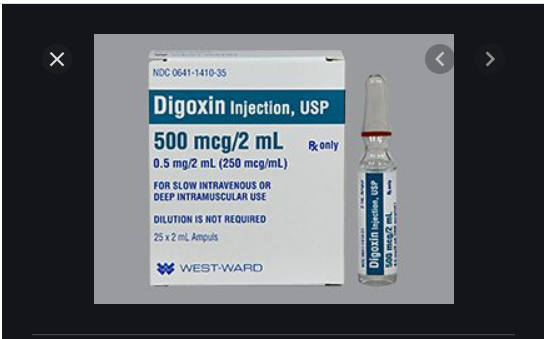 NDC 0641-1410-35
Digoxin Injection, USP
500 mcg/2 mL
Rx only
0.5 mg/2 mL (250 mcg/mL)
FOR SLOW INTRAVENOUS OR
DEEP INTRAMUSCULAR USE
DILUTION IS NOT REQUIRED
25 x 2 mL Ampuls
WEST-WARD
Digoxin Injection, USP
500 mcg/2 mL